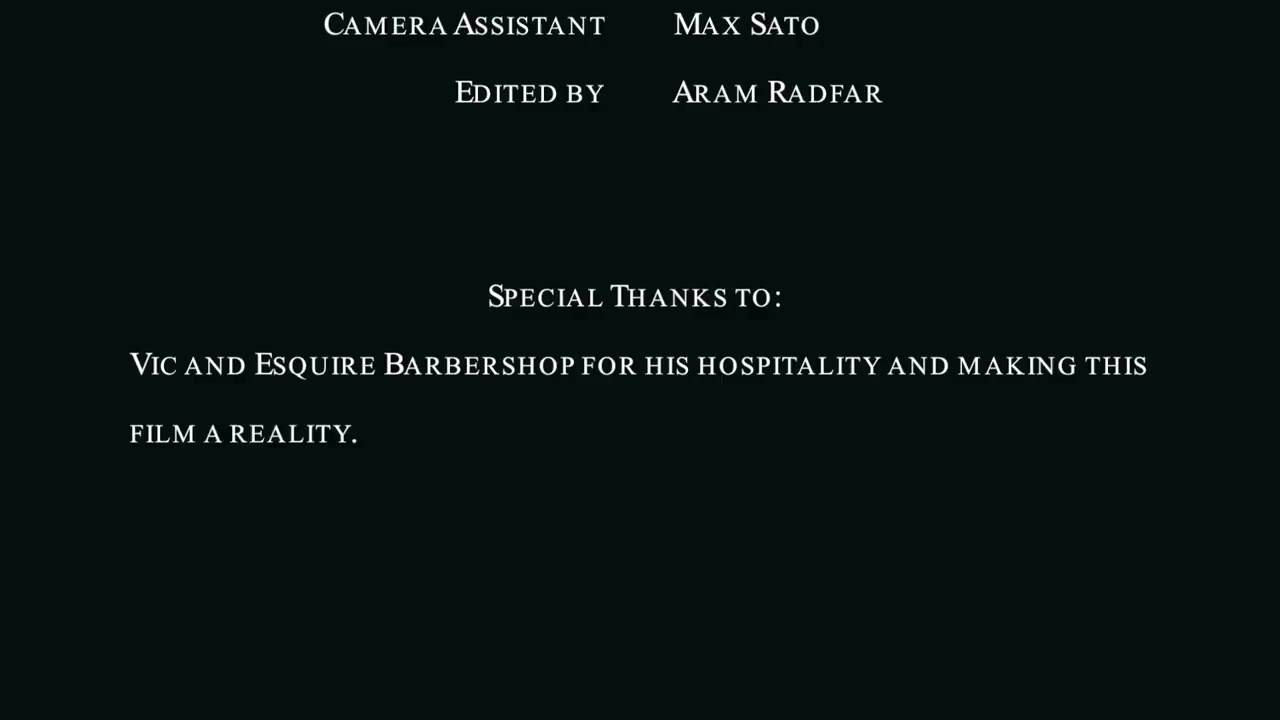 Camera Assistant Max Sato
Edited by Aram Radfar
Special Thanks to:
Vic and Esquire Barbershop for his hospitality and making this
film a reality.